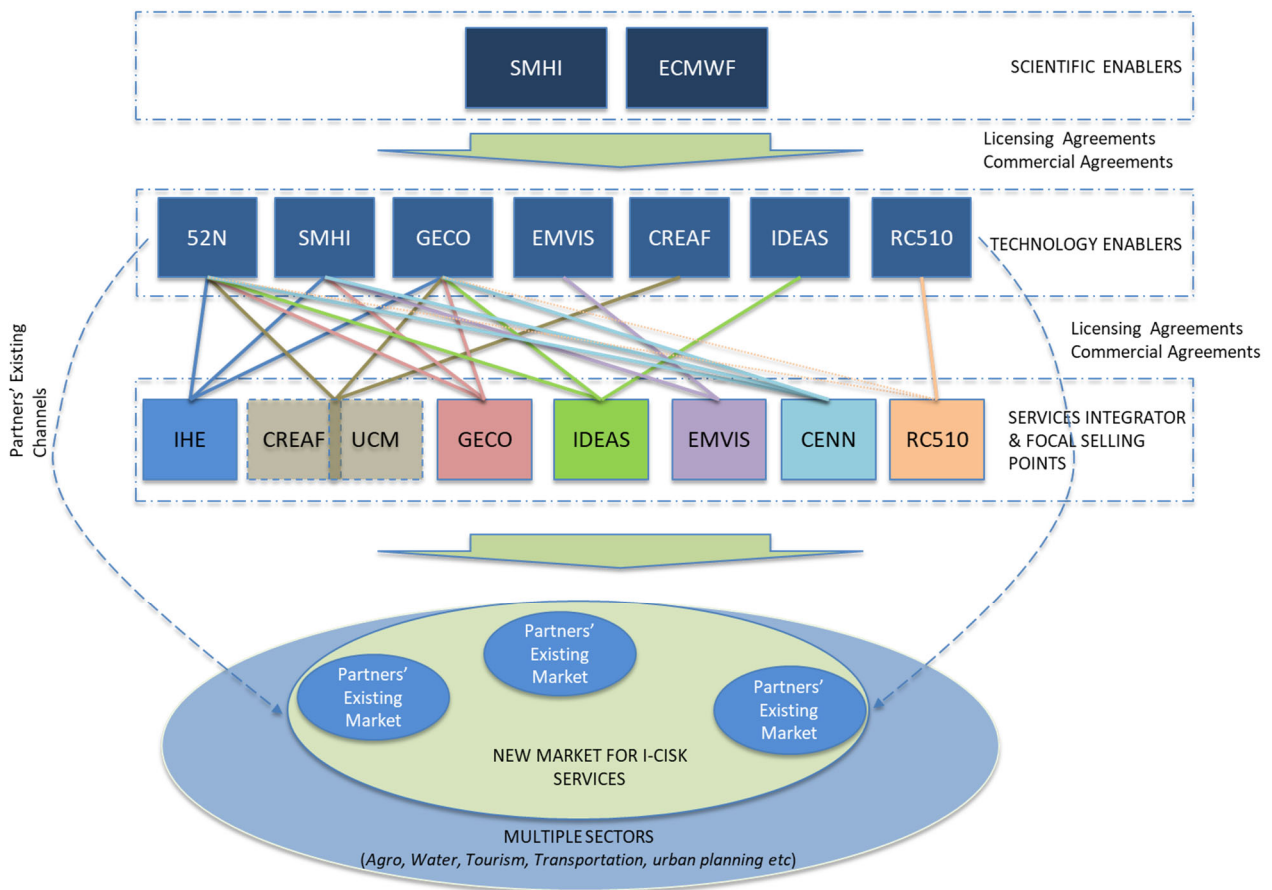 SMHI
ECMWF
SCIENTIFIC ENABLERS
Licensing Agreements
Commercial Agreements
52N
SMHI
GECO
EMVIS
CREAF
IDEAS
RC510
TECHNOLOGY ENABLERS
Partners' Existing
Channels
Licensing Agreements
Commercial Agreements
IHE
CREAF
UCM
GECO
IDEAS
EMVIS
CENN
RC510
SERVICES INTEGRATOR
& FOCAL SELLING
POINTS
Partners'
Existing
Market
Partners'
Existing
Market
Partners'
Existing
Market
NEW MARKET FOR I-CISK
SERVICES
MULTIPLE SECTORS
(Agro, Water, Tourism, Transportation, urban planning etc)